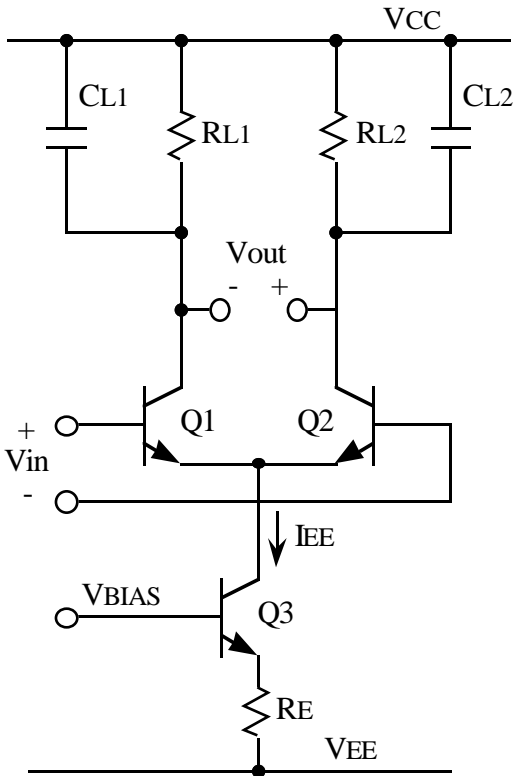 VCC
CL1
RL1
RL2
CL2
Vout
- +
Q1
Q2
+
Vin
-
IEE
VBIAS
Q3
RE
VEE